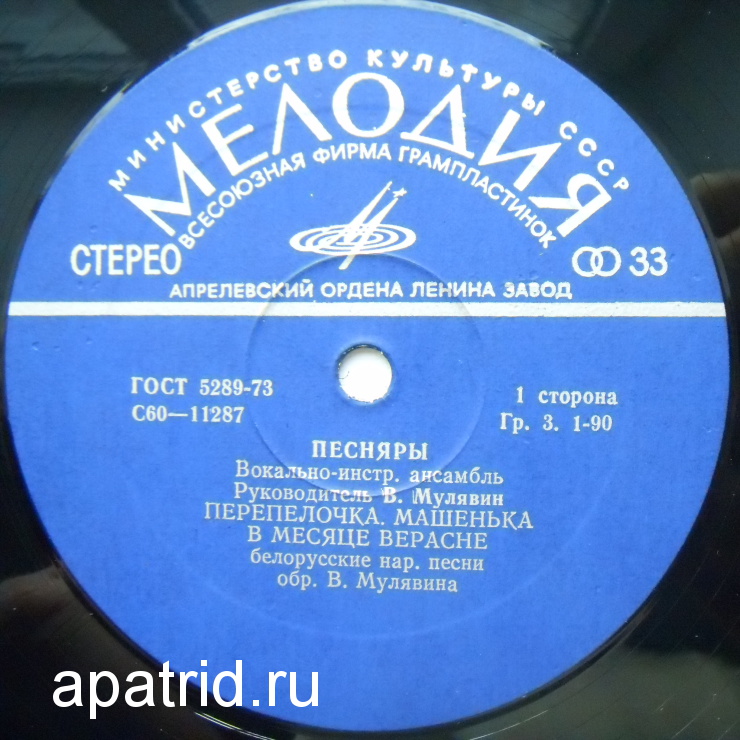 МИНИСТЕРСТВО КУЛЬТУРЫ СССР
МЕЛОДИЯ
ВСЕСОЮЗНАЯ ФИРМА ГРАМПЛАСТИНОК
СТЕРЕО 33
АПРЕЛЕВСКИЙ ОРДЕНА ЛЕНИНА ЗАВОД
ГОСТ 5289-73
С60—11287
1 сторона
Гр. 3. 1-90
ПЕСНЯРЫ
Вокально-инстр. ансамбль
Руководитель В. Мулявин
ПЕРЕПЕЛОЧКА. МАШЕНЬКА
В МЕСЯЦЕ ВЕРАСНЕ
белорусские нар. песни
обр. В. Мулявина
apatrid.ru